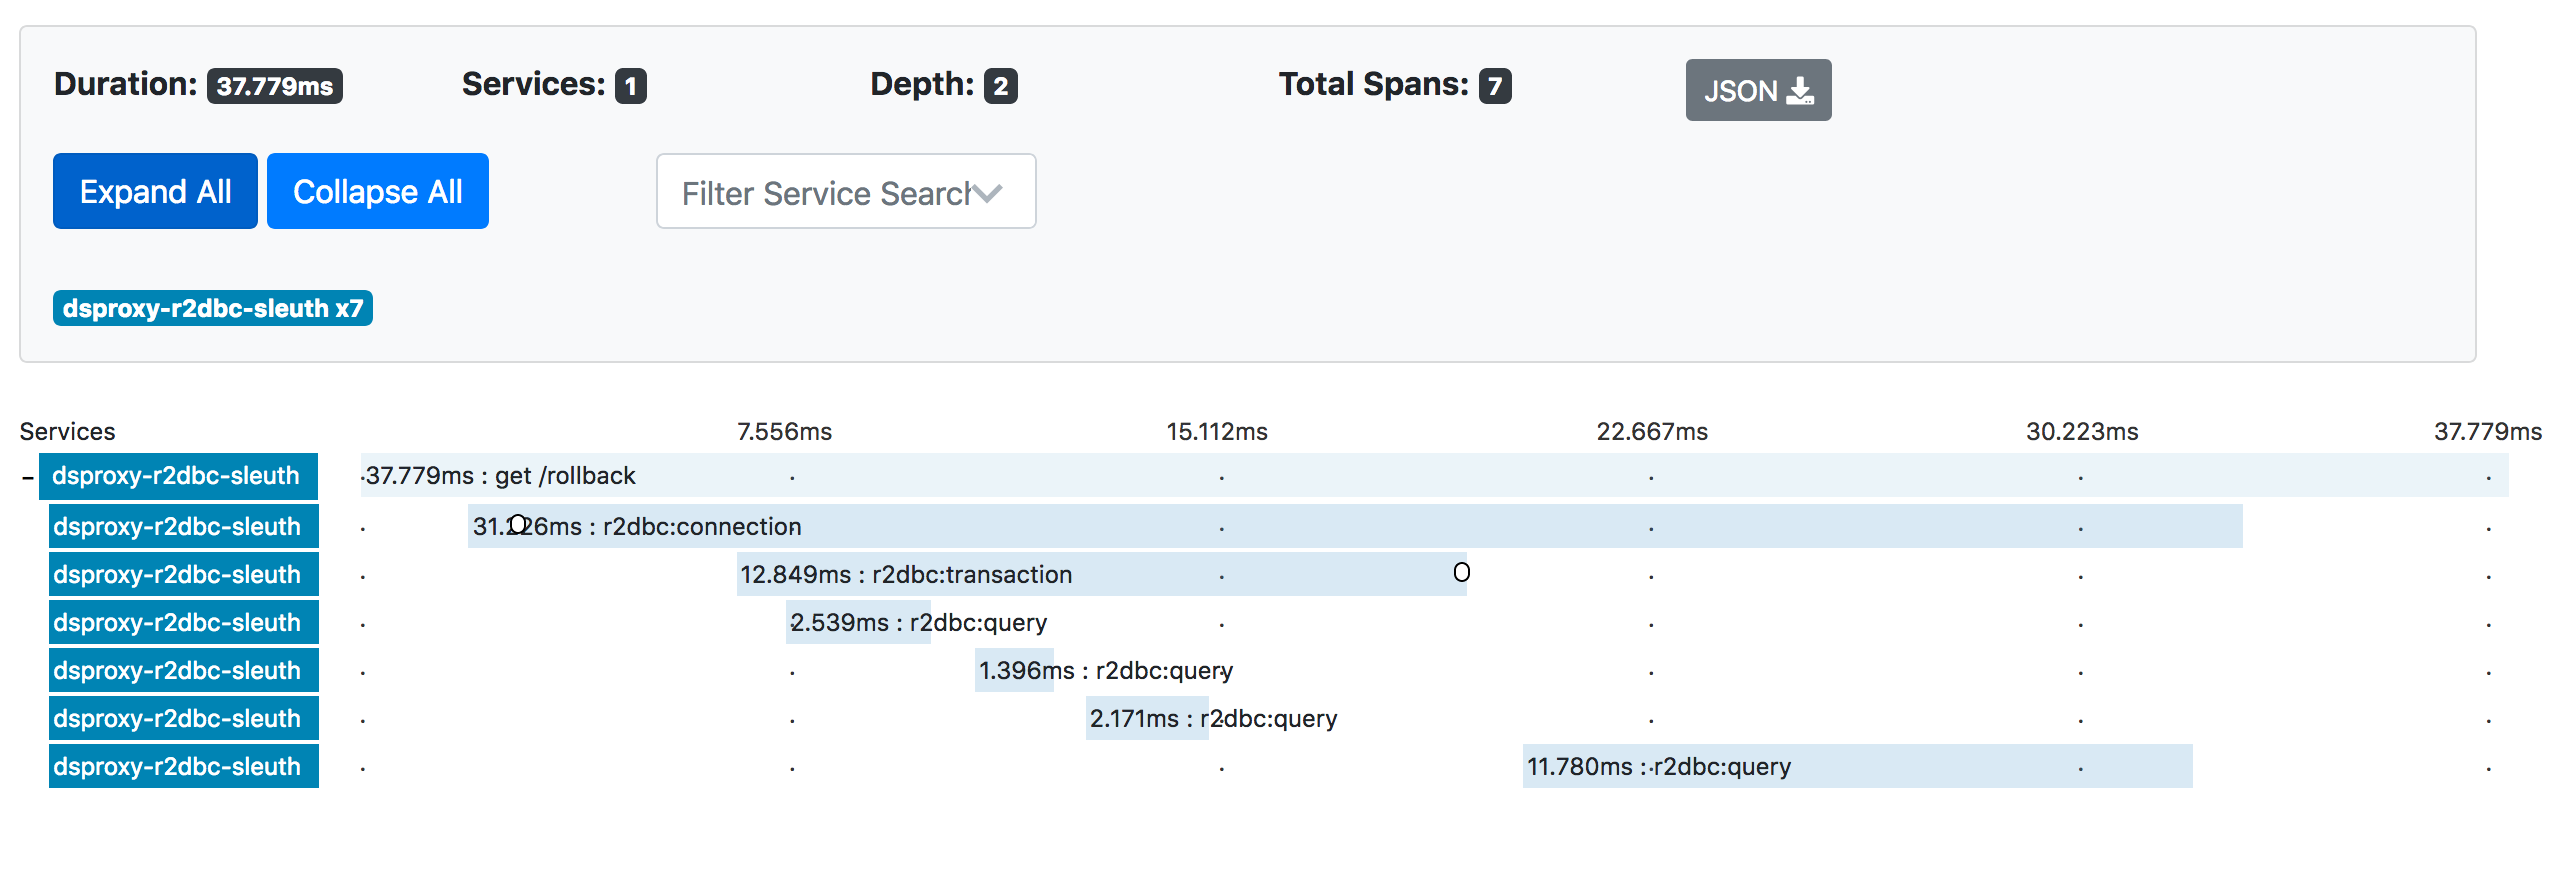 Duration: 37.779ms Services: 1 Depth: 2 Total Spans: 7 JSON
Expand All Collapse All Filter Service Search
dsproxy-r2dbc-sleuth x7
Services 7.556ms 15.112ms 22.667ms 30.223ms 37.779ms
- dsproxy-r2dbc-sleuth 37.779ms : get /rollback
dsproxy-r2dbc-sleuth 31.226ms : r2dbc:connection
dsproxy-r2dbc-sleuth 12.849ms : r2dbc:transaction
dsproxy-r2dbc-sleuth 2.539ms : r2dbc:query
dsproxy-r2dbc-sleuth 1.396ms : r2dbc:query
dsproxy-r2dbc-sleuth 2.171ms : r2dbc:query
dsproxy-r2dbc-sleuth 11.780ms : r2dbc:query